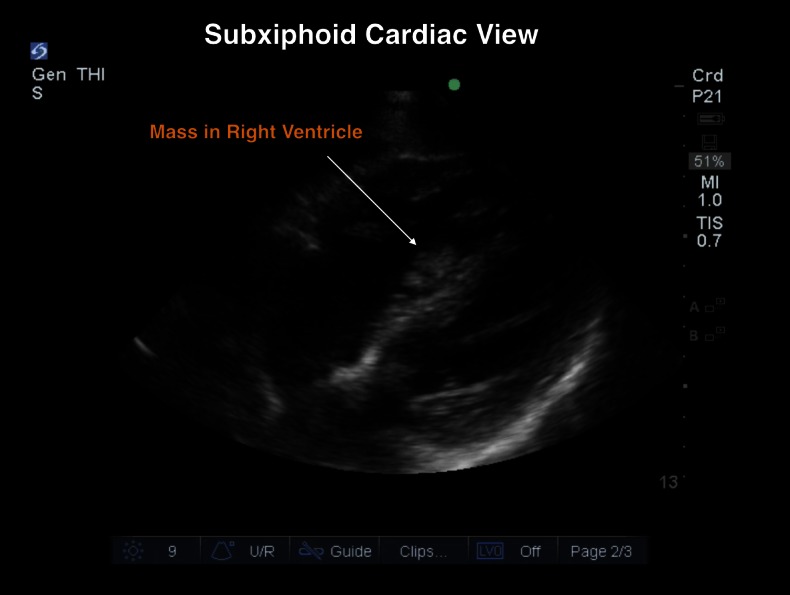 Subxiphoid Cardiac View
Gen THI
S
Crd
P21
Mass in Right Ventricle
51%
MI
1.0
TIS
0.7
A
B
13
9
U/R
Guide
Clips...
LVO
Off
Page 2/3